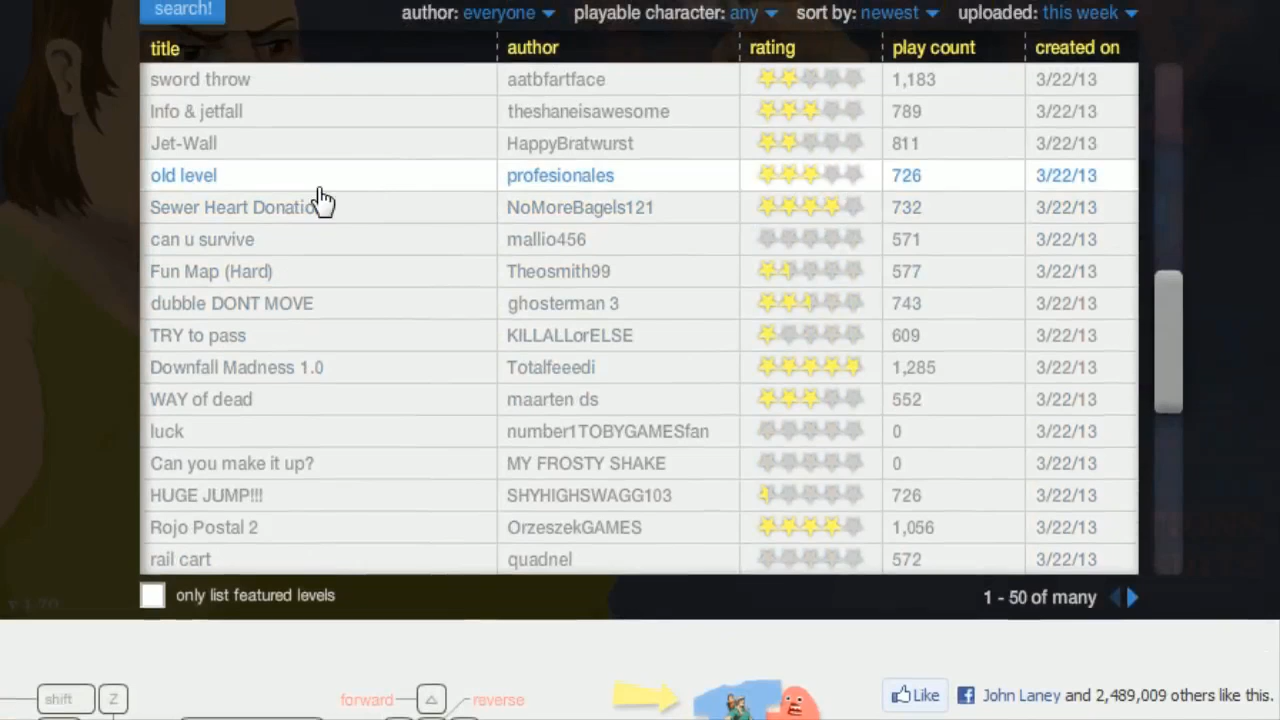 search! author: everyone playable character: any sort by: newest uploaded: this week
title author rating play count created on
sword throw aatbfartface 1,183 3/22/13
Info & jetfall theshaneisawesome 789 3/22/13
Jet-Wall HappyBratwurst 811 3/22/13
old level profesionales 726 3/22/13
Sewer Heart Donatio NoMoreBagels121 732 3/22/13
can u survive mallio456 571 3/22/13
Fun Map (Hard) Theosmith99 577 3/22/13
dubble DONT MOVE ghosterman 3 743 3/22/13
TRY to pass KILLALLorELSE 609 3/22/13
Downfall Madness 1.0 Totalfeeedi 1,285 3/22/13
WAY of dead maarten ds 552 3/22/13
luck number1TOBYGAMESfan 0 3/22/13
Can you make it up? MY FROSTY SHAKE 0 3/22/13
HUGE JUMP!!! SHYHIGHSWAGG103 726 3/22/13
Rojo Postal 2 OrzeszekGAMES 1,056 3/22/13
rail cart quadnel 572 3/22/13
only list featured levels 1 - 50 of many
v 1.70
shift Z forward reverse Like John Laney and 2,489,009 others like this.